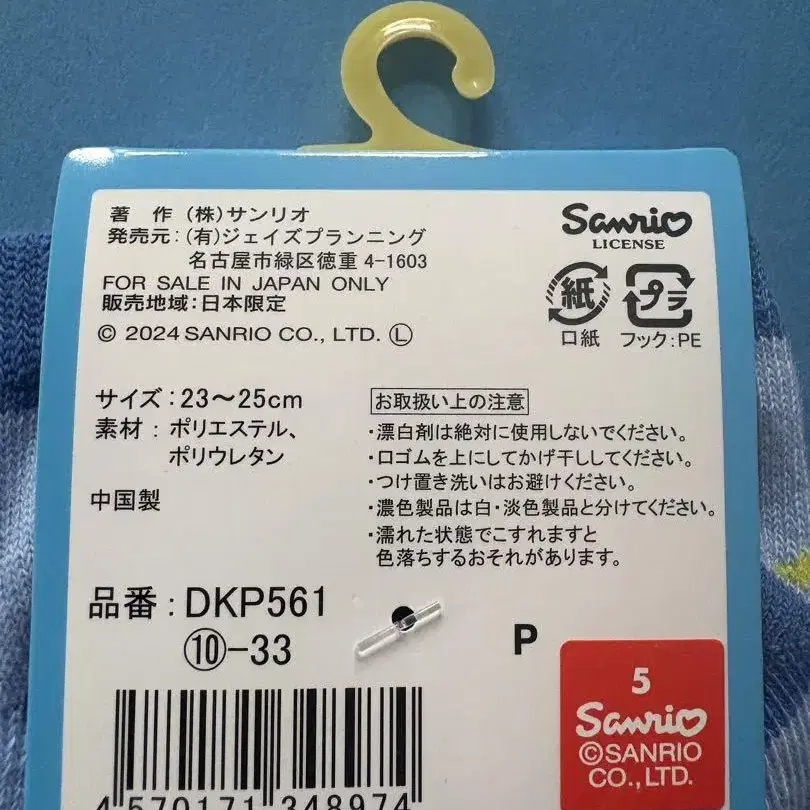 著 作 (株)サンリオ
発売元:(有)ジェイズプランニング
名古屋市緑区徳重 4-1603
FOR SALE IN JAPAN ONLY
販売地域:日本限定
© 2024 SANRIO CO., LTD. Ⓛ
Sanrio
LICENSE
紙
プラ
口紙 フック:PE
サイズ:23〜25cm
素材:ポリエステル、
ポリウレタン
中国製
お取扱い上の注意
・漂白剤は絶対に使用しないでください。
・口ゴムを上にしてかげ干ししてください。
・つけ置き洗いはお避けください。
・濃色製品は白・淡色製品と分けてください。
・濡れた状態でこすれますと
色落ちするおそれがあります。
品番:DKP561
⑩-33
P
5
Sanrio
©SANRIO
CO., LTD.
4 570171 348974